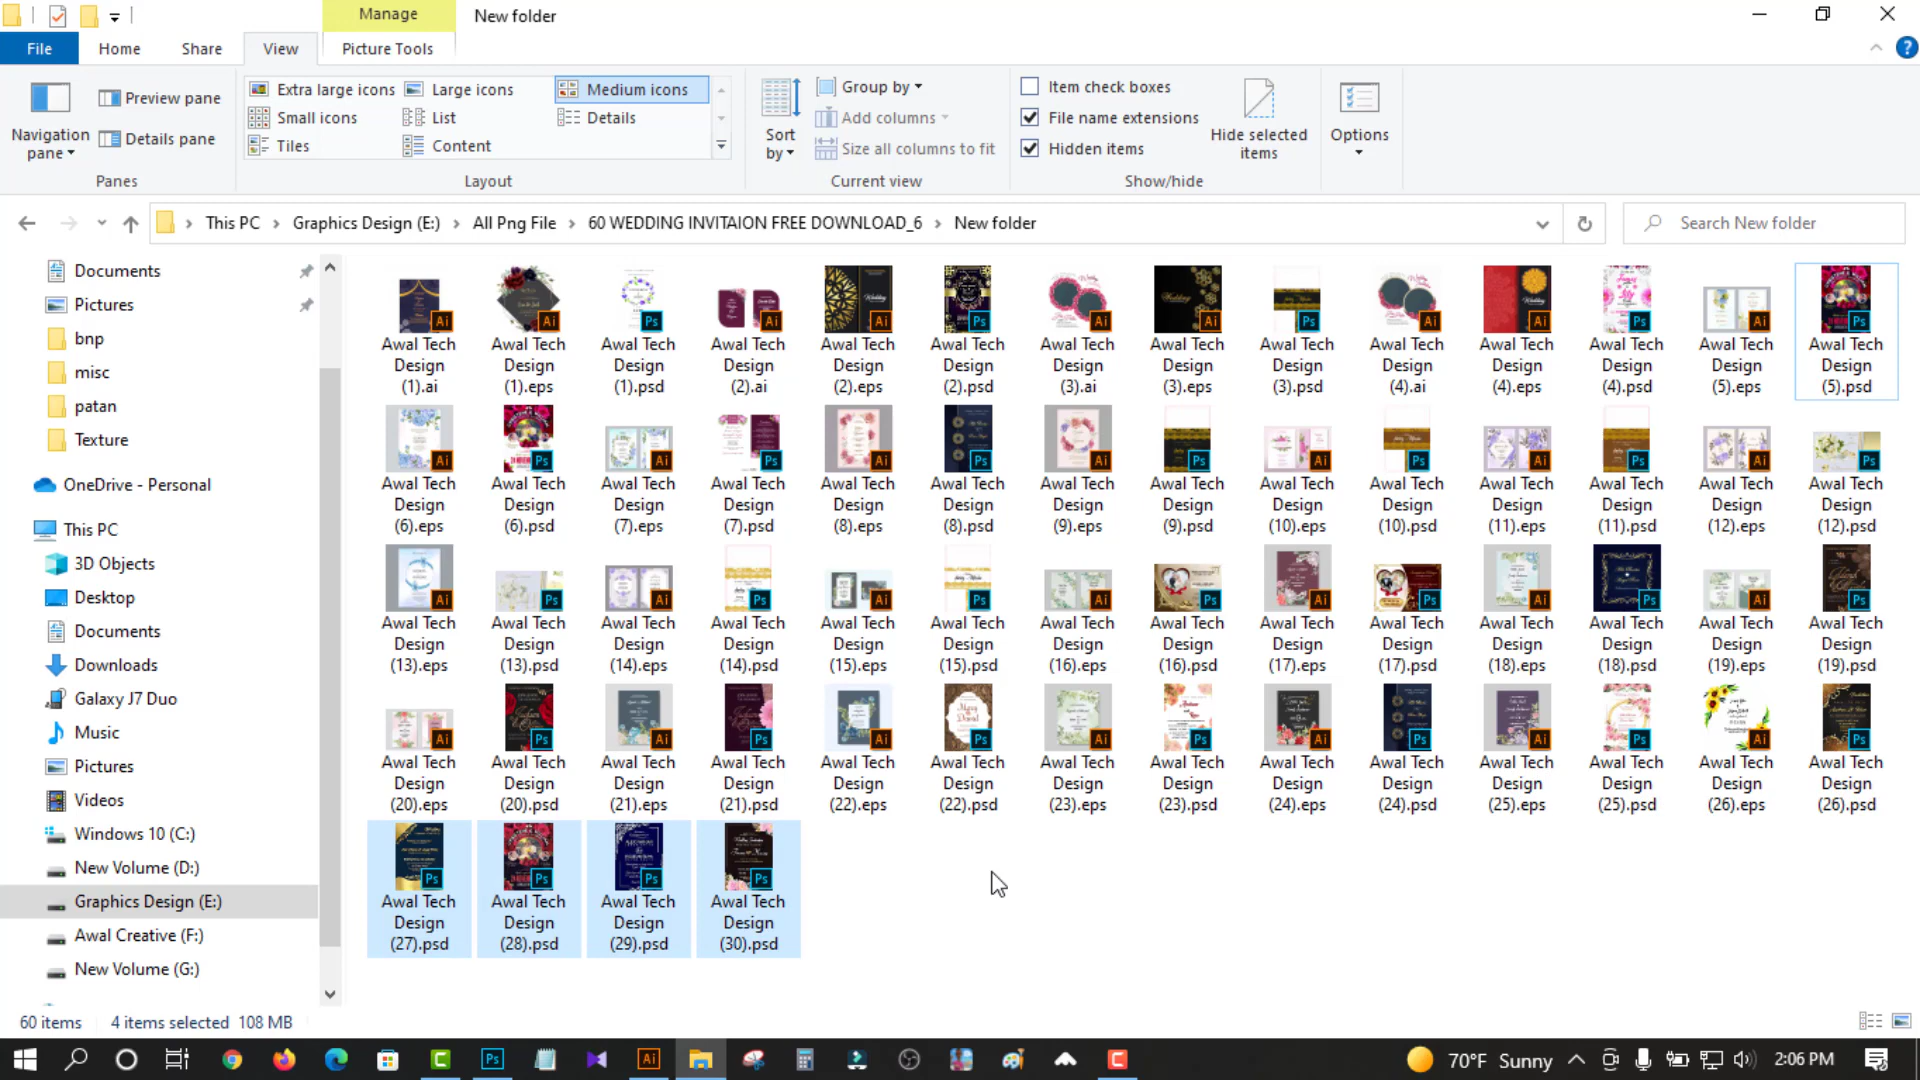 Manage
New folder
File
Home
Share
View
Picture Tools
Navigation pane
Preview pane
Details pane
Panes
Extra large icons
Large icons
Medium icons
Small icons
List
Details
Tiles
Content
Layout
Sort by
Group by
Add columns
Size all columns to fit
Current view
Item check boxes
File name extensions
Hidden items
Hide selected items
Show/hide
Options
This PC
Graphics Design (E:)
All Png File
60 WEDDING INVITAION FREE DOWNLOAD_6
New folder
Search New folder
Documents
Pictures
bnp
misc
patan
Texture
OneDrive - Personal
This PC
3D Objects
Desktop
Documents
Downloads
Galaxy J7 Duo
Music
Pictures
Videos
Windows 10 (C:)
New Volume (D:)
Graphics Design (E:)
Awal Creative (F:)
New Volume (G:)
Awal Tech Design (1).ai
Awal Tech Design (1).eps
Awal Tech Design (1).psd
Awal Tech Design (2).ai
Awal Tech Design (2).eps
Awal Tech Design (2).psd
Awal Tech Design (3).ai
Awal Tech Design (3).eps
Awal Tech Design (3).psd
Awal Tech Design (4).ai
Awal Tech Design (4).eps
Awal Tech Design (4).psd
Awal Tech Design (5).eps
Awal Tech Design (5).psd
Awal Tech Design (6).eps
Awal Tech Design (6).psd
Awal Tech Design (7).eps
Awal Tech Design (7).psd
Awal Tech Design (8).eps
Awal Tech Design (8).psd
Awal Tech Design (9).eps
Awal Tech Design (9).psd
Awal Tech Design (10).eps
Awal Tech Design (10).psd
Awal Tech Design (11).eps
Awal Tech Design (11).psd
Awal Tech Design (12).eps
Awal Tech Design (12).psd
Awal Tech Design (13).eps
Awal Tech Design (13).psd
Awal Tech Design (14).eps
Awal Tech Design (14).psd
Awal Tech Design (15).eps
Awal Tech Design (15).psd
Awal Tech Design (16).eps
Awal Tech Design (16).psd
Awal Tech Design (17).eps
Awal Tech Design (17).psd
Awal Tech Design (18).eps
Awal Tech Design (18).psd
Awal Tech Design (19).eps
Awal Tech Design (19).psd
Awal Tech Design (20).eps
Awal Tech Design (20).psd
Awal Tech Design (21).eps
Awal Tech Design (21).psd
Awal Tech Design (22).eps
Awal Tech Design (22).psd
Awal Tech Design (23).eps
Awal Tech Design (23).psd
Awal Tech Design (24).eps
Awal Tech Design (24).psd
Awal Tech Design (25).eps
Awal Tech Design (25).psd
Awal Tech Design (26).eps
Awal Tech Design (26).psd
Awal Tech Design (27).psd
Awal Tech Design (28).psd
Awal Tech Design (29).psd
Awal Tech Design (30).psd
60 items
4 items selected 108 MB
70°F Sunny
2:06 PM